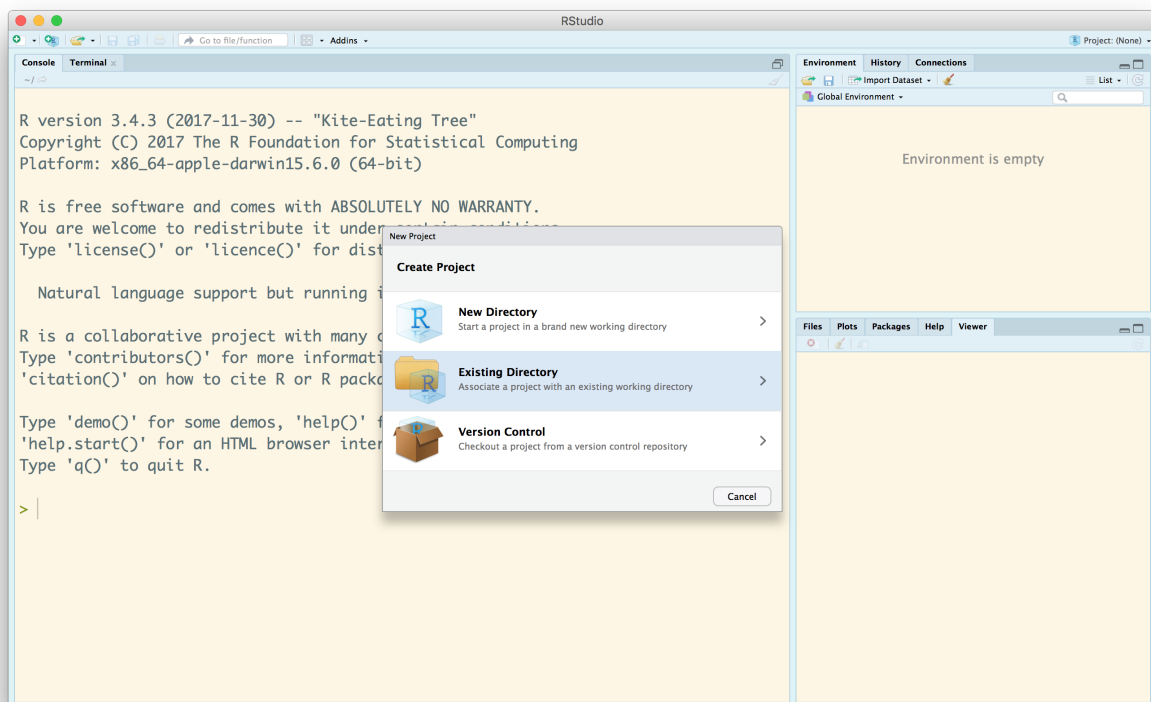 RStudio
Go to file/function
Addins
Project: (None)
Console Terminal
~/
R version 3.4.3 (2017-11-30) -- "Kite-Eating Tree"
Copyright (C) 2017 The R Foundation for Statistical Computing
Platform: x86_64-apple-darwin15.6.0 (64-bit)
R is free software and comes with ABSOLUTELY NO WARRANTY.
You are welcome to redistribute it under certain conditions
Type 'license()' or 'licence()' for dist
Natural language support but running i
R is a collaborative project with many c
Type 'contributors()' for more informati
'citation()' on how to cite R or R packa
Type 'demo()' for some demos, 'help()' f
'help.start()' for an HTML browser inter
Type 'q()' to quit R.
>
New Project
Create Project
New Directory
Start a project in a brand new working directory
Existing Directory
Associate a project with an existing working directory
Version Control
Checkout a project from a version control repository
Cancel
Environment History Connections
Import Dataset
List
Global Environment
Environment is empty
Files Plots Packages Help Viewer